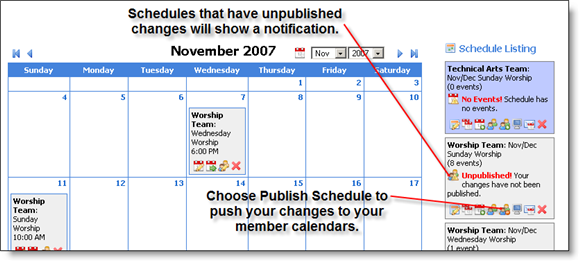 Schedules that have unpublished
changes will show a notification.
November 2007
Nov
2007
Sunday Monday Tuesday Wednesday Thursday Friday Saturday
1 2 3
4 5 6 7 8 9 10
Worship
Team:
Wednesday
Worship
6:00 PM
11 12 13 14 15 16 17
Worship
Team:
Sunday
Worship
10:00 AM
Choose Publish Schedule to
push your changes to your
member calendars.
Schedule Listing
Technical Arts Team:
Nov/Dec Sunday Worship
(0 events)
No Events! Schedule has
no events.
Worship Team: Nov/Dec
Sunday Worship
(8 events)
Unpublished! Your
changes have not been
published.
Worship Team: Nov/Dec
Wednesday Worship
(1 events)